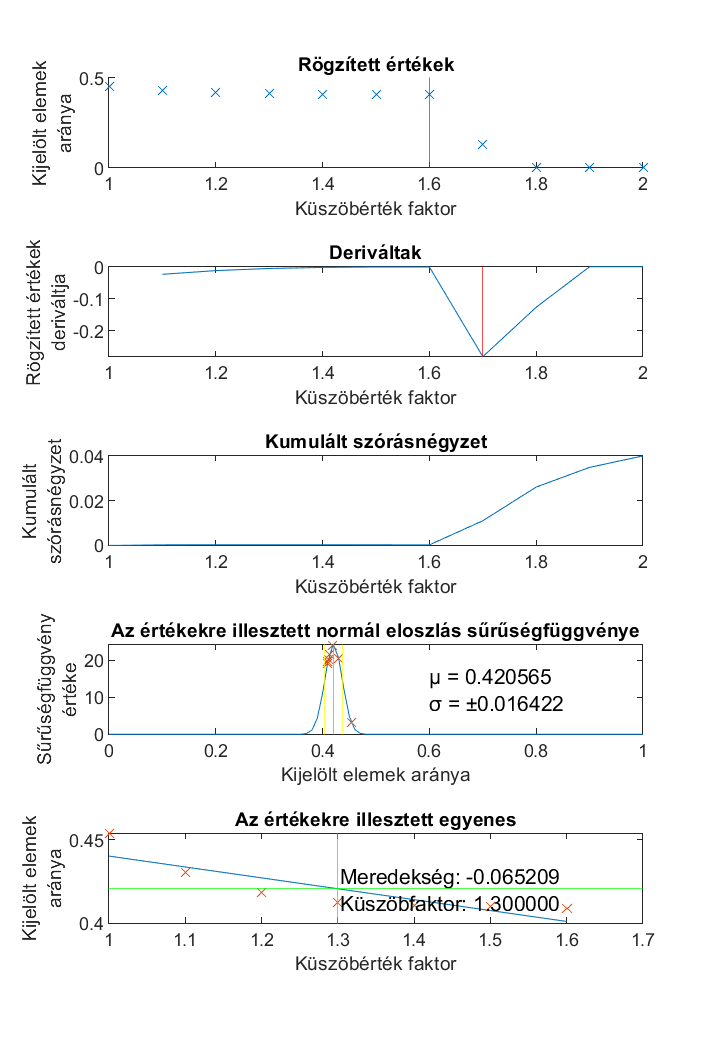 Rögzített értékek
Kijelölt elemek
aránya
0.5
0
1
1.2
1.4
1.6
1.8
2
Küszöbérték faktor
Deriváltak
Rögzített értékek
deriváltja
0
-0.1
-0.2
1
1.2
1.4
1.6
1.8
2
Küszöbérték faktor
Kumulált szórásnégyzet
Kumulált
szórásnégyzet
0.04
0.02
0
1
1.2
1.4
1.6
1.8
2
Küszöbérték faktor
Az értékekre illesztett normál eloszlás sűrűségfüggvénye
Sűrűségfüggvény
értéke
20
10
0
μ = 0.420565
σ = ±0.016422
0
0.2
0.4
0.6
0.8
1
Kijelölt elemek aránya
Az értékekre illesztett egyenes
Kijelölt elemek
aránya
0.45
0.4
Meredekség: -0.065209
Küszöbfaktor: 1.300000
1
1.1
1.2
1.3
1.4
1.5
1.6
1.7
Küszöbérték faktor